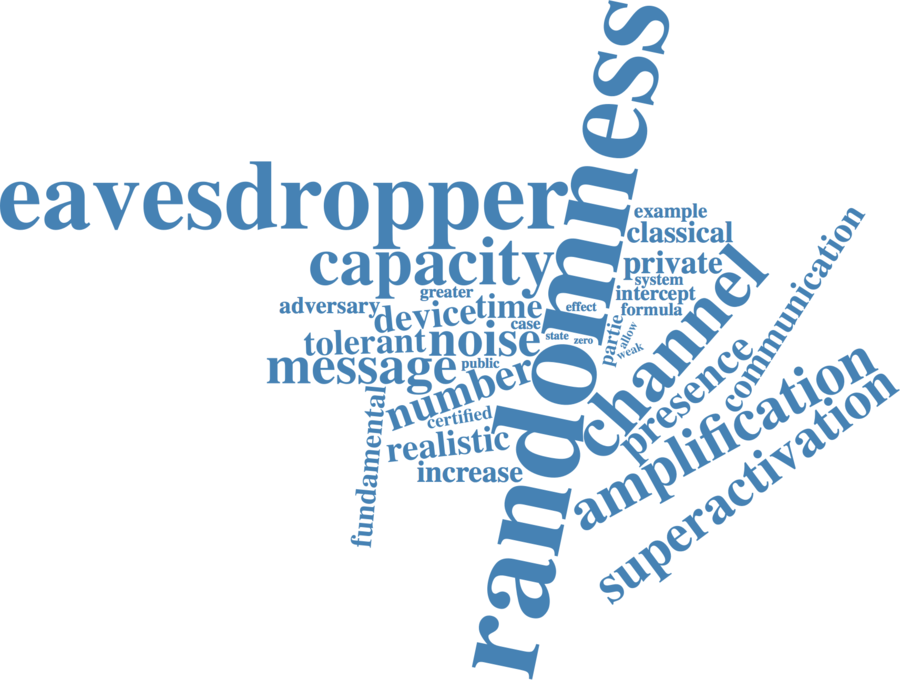 randomness
eavesdropper
example
classical
capacity
private
system
greater
intercept
adversary
device
time
effect
formula
case
tolerant
noise
state
zero
partie
allow
weak
channel
communication
message
public
number
presence
certified
fundamental
realistic
increase
amplification
superactivation